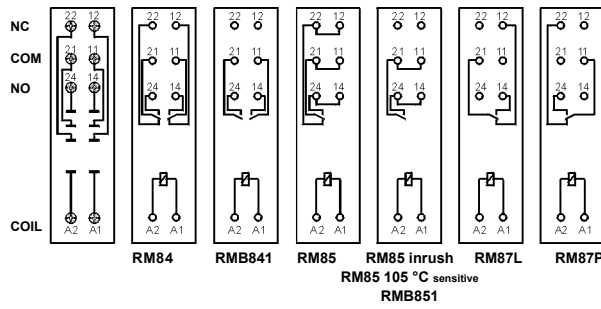 22 12 22 12 22 12 22 12 22 12 22 12 22 12
NC
COM
21 11 21 11 21 11 21 11 21 11 21 11 21 11
NO
24 14 24 14 24 14 24 14 24 14 24 14 24 14
COIL
A2 A1 A2 A1 A2 A1 A2 A1 A2 A1 A2 A1 A2 A1
RM84 RMB841 RM85 RM85 inrush RM87L RM87P
RM85 105 °C sensitive
RMB851